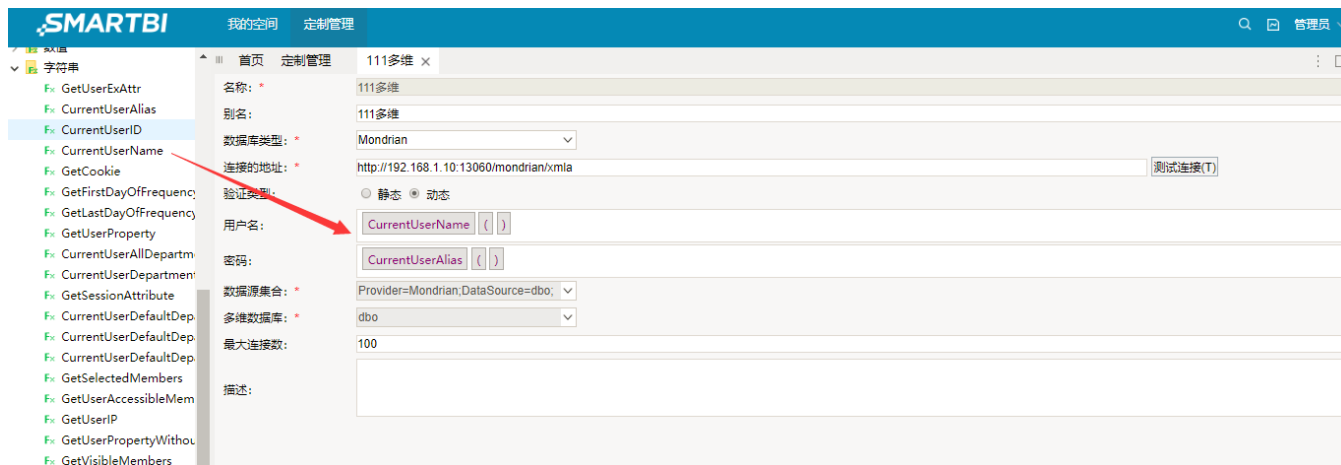 SMARTBI 我的空间 定制管理 管理员
数值
字符串
GetUserExAttr
CurrentUserAlias
CurrentUserID
CurrentUserName
GetCookie
GetFirstDayOfFrequency
GetLastDayOfFrequency
GetUserProperty
CurrentUserAllDepartm
CurrentUserDepartment
GetSessionAttribute
CurrentUserDefaultDep
CurrentUserDefaultDep
CurrentUserDefaultDep
GetSelectedMembers
GetUserAccessibleMem
GetUserIP
GetUserPropertyWithou
GetVisibleMembers
首页 定制管理 111多维 ×
名称: * 111多维
别名: 111多维
数据库类型: * Mondrian
连接的地址: * http://192.168.1.10:13060/mondrian/xmla 测试连接(T)
验证类型: 静态 动态
用户名: CurrentUserName ( )
密码: CurrentUserAlias ( )
数据源集合: * Provider=Mondrian;DataSource=dbo;
多维数据库: * dbo
最大连接数: 100
描述: